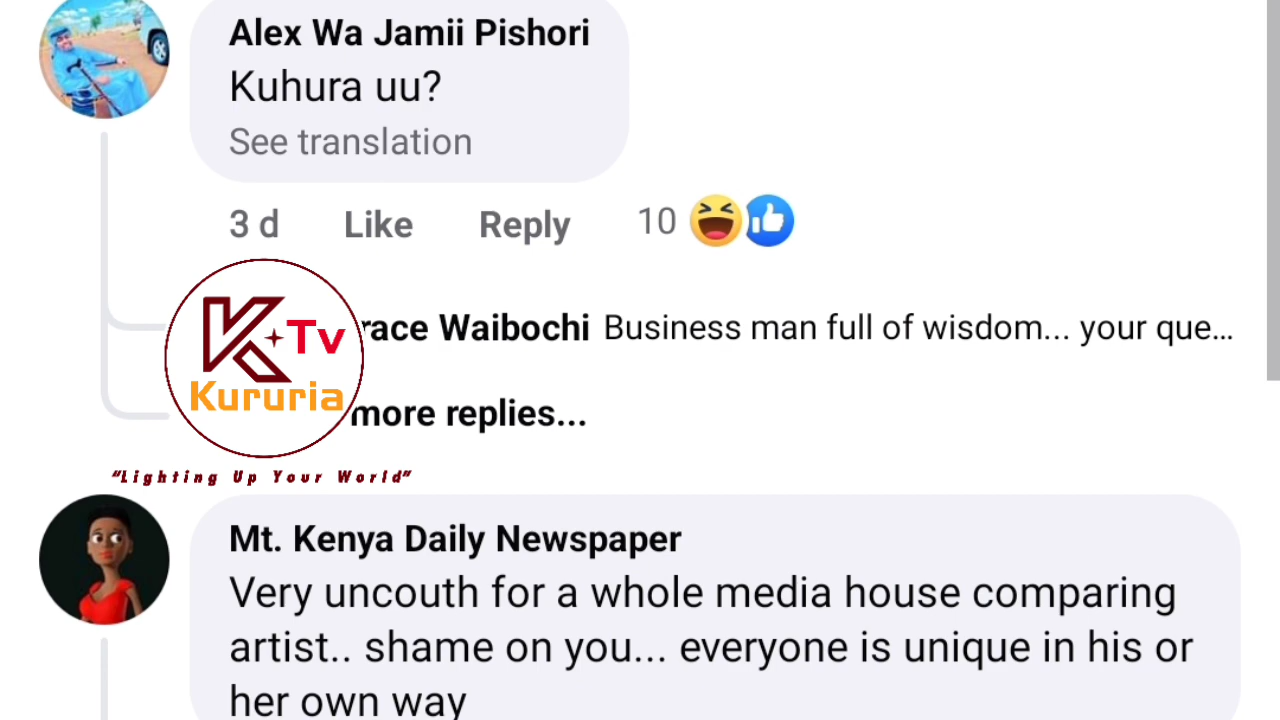 Alex Wa Jamii Pishori
Kuhura uu?
See translation
3 d Like Reply 10
race Waibochi Business man full of wisdom... your que...
more replies...
K Tv
Kururia
"Lighting Up Your World"
Mt. Kenya Daily Newspaper
Very uncouth for a whole media house comparing
artist.. shame on you... everyone is unique in his or
her own way